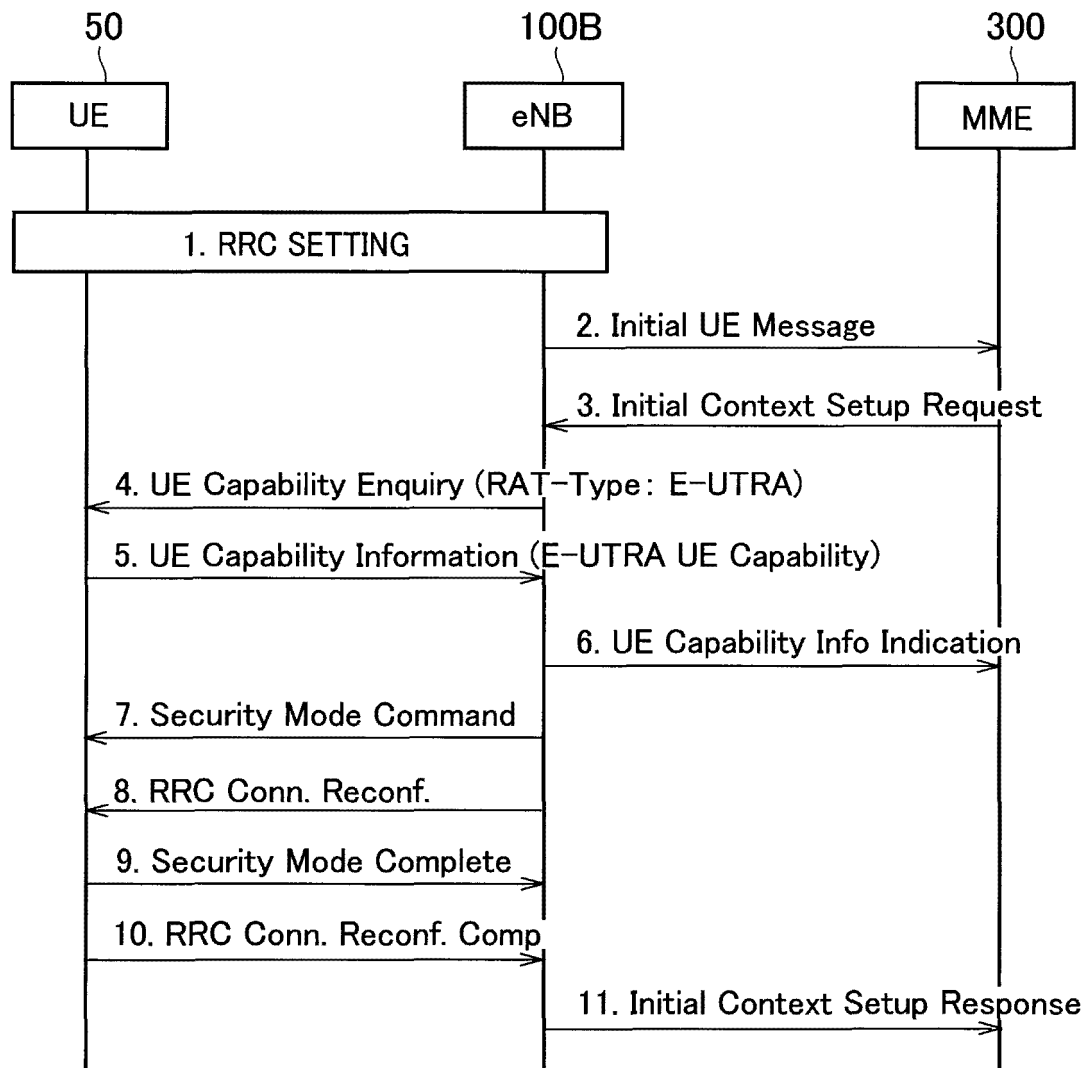 50 100B 300
UE eNB MME
1. RRC SETTING
2. Initial UE Message
3. Initial Context Setup Request
4. UE Capability Enquiry (RAT-Type: E-UTRA)
5. UE Capability Information (E-UTRA UE Capability)
6. UE Capability Info Indication
7. Security Mode Command
8. RRC Conn. Reconf.
9. Security Mode Complete
10. RRC Conn. Reconf. Comp
11. Initial Context Setup Response